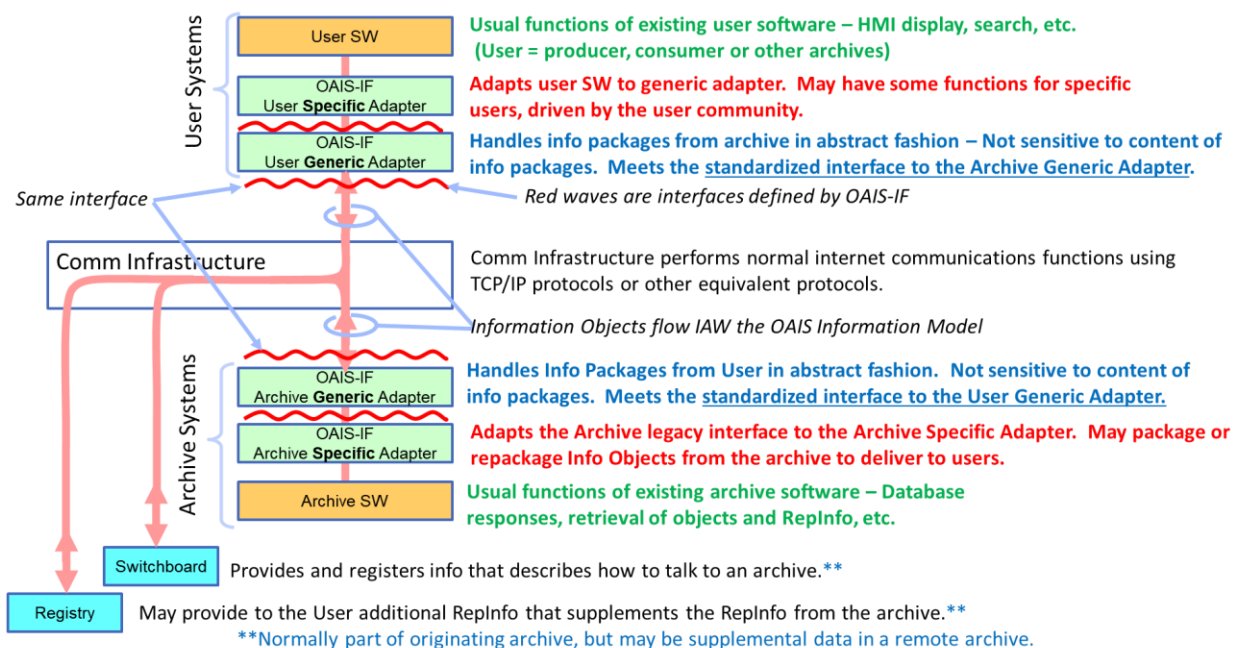 User Systems
User SW
Usual functions of existing user software – HMI display, search, etc.
(User = producer, consumer or other archives)
OAIS-IF
User Specific Adapter
Adapts user SW to generic adapter.  May have some functions for specific
users, driven by the user community.
OAIS-IF
User Generic Adapter
Handles info packages from archive in abstract fashion – Not sensitive to content of
info packages.  Meets the standardized interface to the Archive Generic Adapter.
Same interface
Red waves are interfaces defined by OAIS-IF
Comm Infrastructure
Comm Infrastructure performs normal internet communications functions using
TCP/IP protocols or other equivalent protocols.
Information Objects flow IAW the OAIS Information Model
Archive Systems
OAIS-IF
Archive Generic Adapter
Handles Info Packages from User in abstract fashion.  Not sensitive to content of
info packages.  Meets the standardized interface to the User Generic Adapter.
OAIS-IF
Archive Specific Adapter
Adapts the Archive legacy interface to the Archive Specific Adapter.  May package or
repackage Info Objects from the archive to deliver to users.
Archive SW
Usual functions of existing archive software – Database
responses, retrieval of objects and RepInfo, etc.
Switchboard
Provides and registers info that describes how to talk to an archive.**
Registry
May provide to the User additional RepInfo that supplements the RepInfo from the archive.**
**Normally part of originating archive, but may be supplemental data in a remote archive.